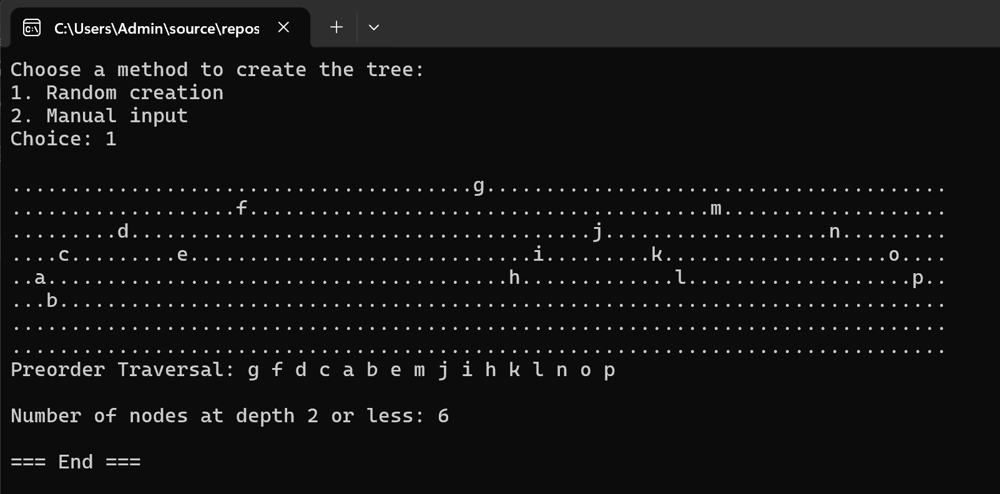 C:\Users\Admin\source\repos
Choose a method to create the tree:
1. Random creation
2. Manual input
Choice: 1
.......................................g.......................................
...................f.......................................m...................
.........d.......................................j...................n.........
....c.........e.............................i.........k...................o....
..a.......................................h.............l...................p..
...b...........................................................................
...............................................................................
...............................................................................
Preorder Traversal: g f d c a b e m j i h k l n o p
Number of nodes at depth 2 or less: 6
=== End ===